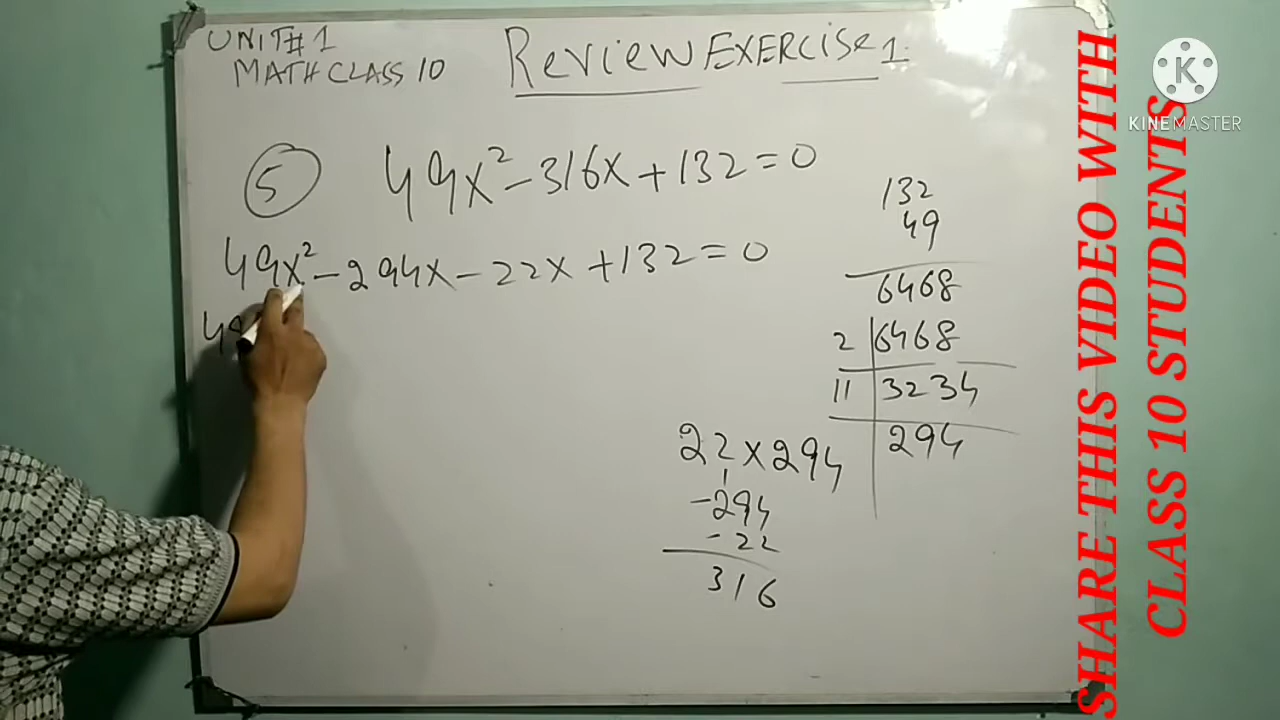 UNIT#1
MATH CLASS 10
Review EXERCISE 1.
5 49x² - 316x + 132 = 0
49x² - 294x - 22x + 132 = 0
49
132
49
6468
2 | 6468
11 | 3234
294
22 x 294
1
-294
-22
316
KINEMASTER
SHARE THIS VIDEO WITH
CLASS 10 STUDENTS